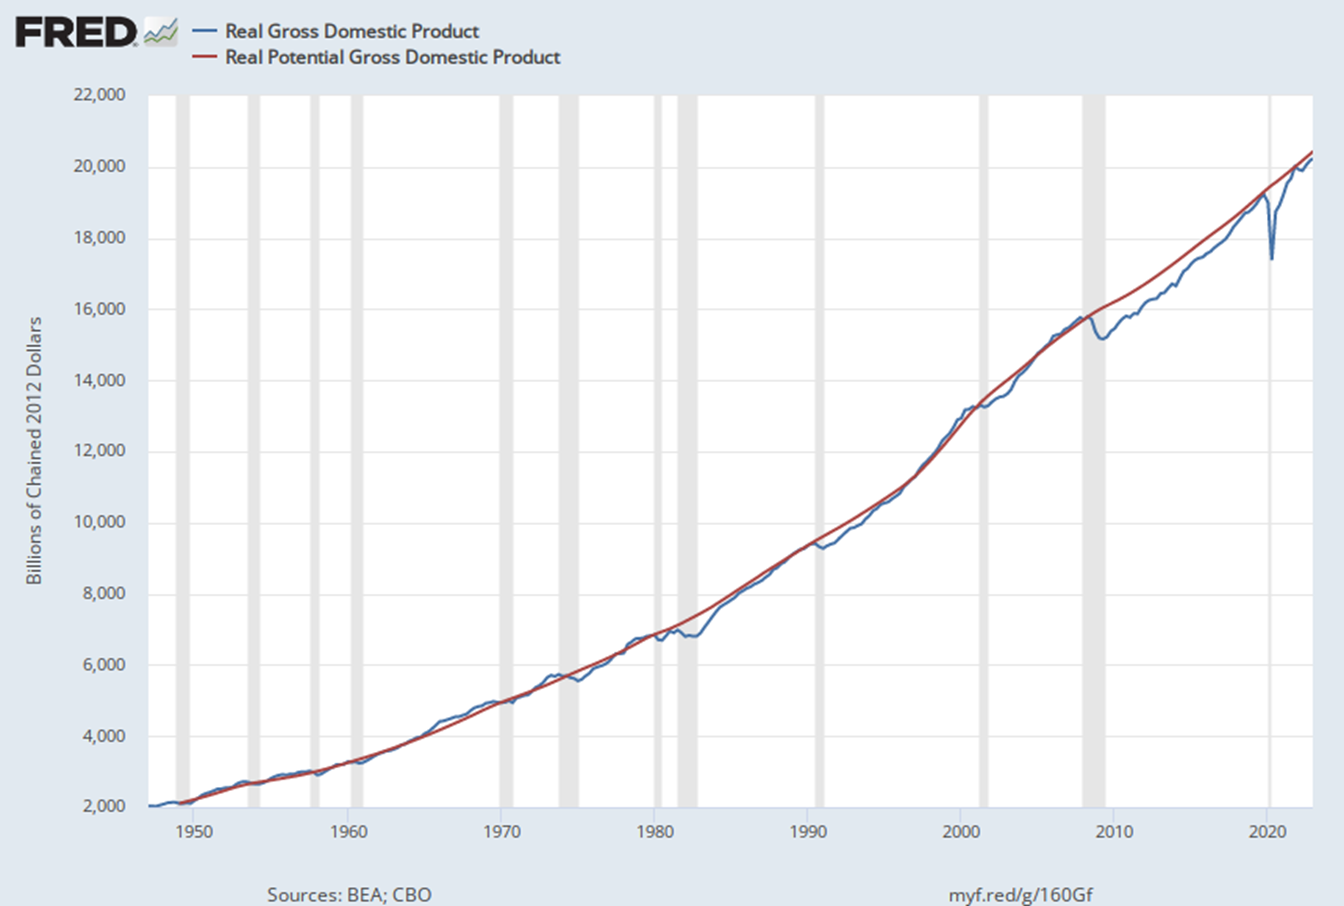 FRED
Real Gross Domestic Product
Real Potential Gross Domestic Product
22,000
20,000
18,000
16,000
14,000
12,000
10,000
8,000
6,000
4,000
2,000
Billions of Chained 2012 Dollars
1950 1960 1970 1980 1990 2000 2010 2020
Sources: BEA; CBO
myf.red/g/160Gf